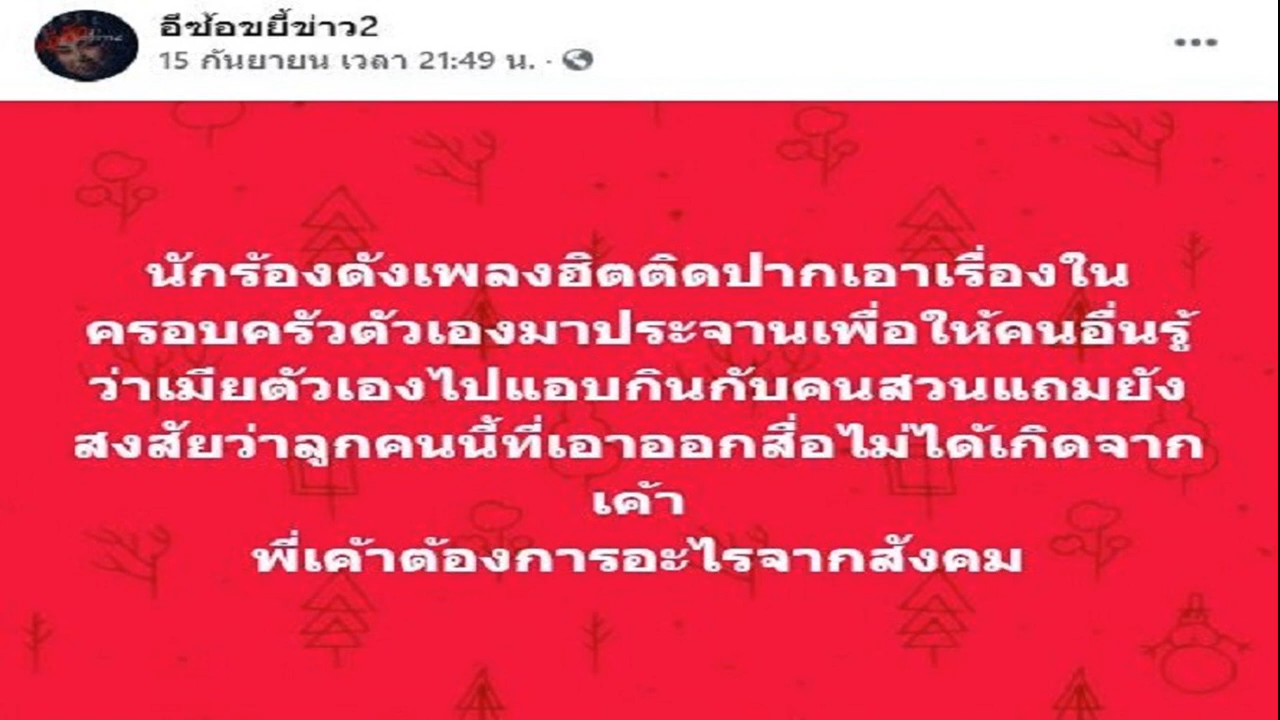 อีซ้อขยี้ข่าว2
15 กันยายน เวลา 21:49 น. ·
นักร้องดังเพลงฮิตติดปากเอาเรื่องใน
ครอบครัวตัวเองมาประจานเพื่อให้คนอื่นรู้
ว่าเมียตัวเองไปแอบกินกับคนสวนแถมยัง
สงสัยว่าลูกคนนี้ที่เอาออกสื่อไม่ได้เกิดจาก
เค้า
พี่เค้าต้องการอะไรจากสังคม